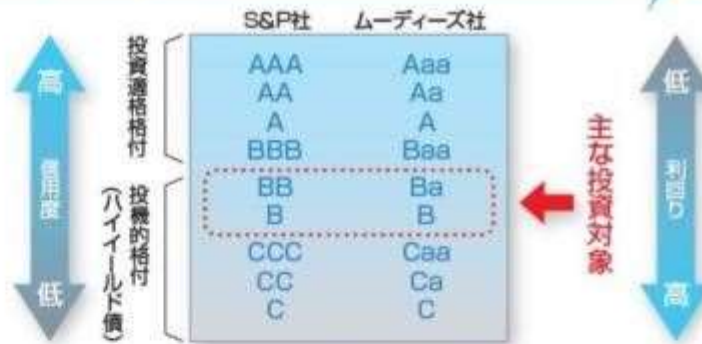 S&P社 ムーディーズ社
高
信用度
低
投資適格格付
投機的格付
(ハイイールド債)
AAA Aaa
AA Aa
A A
BBB Baa
BB Ba
B B
CCC Caa
CC Ca
C C
主な投資対象
低
利回り
高